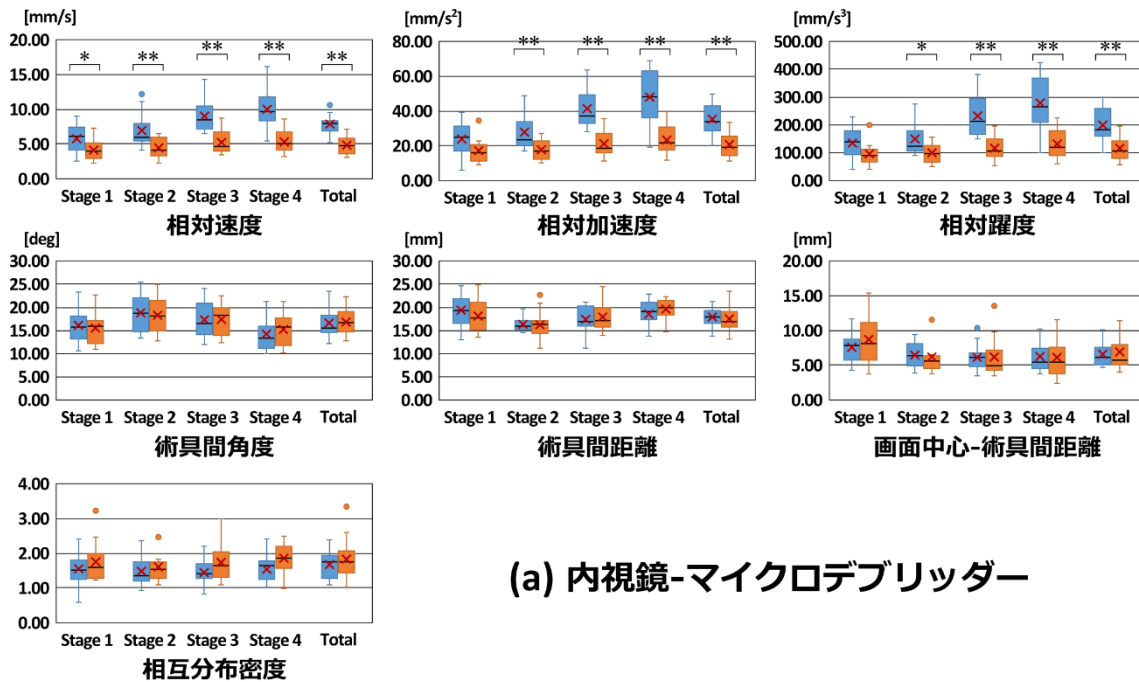 [mm/s]
20.00
15.00
10.00
5.00
0.00
* ** ** ** **
Stage 1 Stage 2 Stage 3 Stage 4 Total
相対速度
[mm/s²]
80.00
60.00
40.00
20.00
0.00
** ** ** **
Stage 1 Stage 2 Stage 3 Stage 4 Total
相対加速度
[mm/s³]
500.00
400.00
300.00
200.00
100.00
0.00
* ** ** **
Stage 1 Stage 2 Stage 3 Stage 4 Total
相対躍度
[deg]
30.00
25.00
20.00
15.00
10.00
5.00
0.00
Stage 1 Stage 2 Stage 3 Stage 4 Total
術具間角度
[mm]
30.00
25.00
20.00
15.00
10.00
5.00
0.00
Stage 1 Stage 2 Stage 3 Stage 4 Total
術具間距離
[mm]
20.00
15.00
10.00
5.00
0.00
Stage 1 Stage 2 Stage 3 Stage 4 Total
画面中心-術具間距離
4.00
3.00
2.00
1.00
0.00
Stage 1 Stage 2 Stage 3 Stage 4 Total
相互分布密度
(a) 内視鏡-マイクロデブリッダー